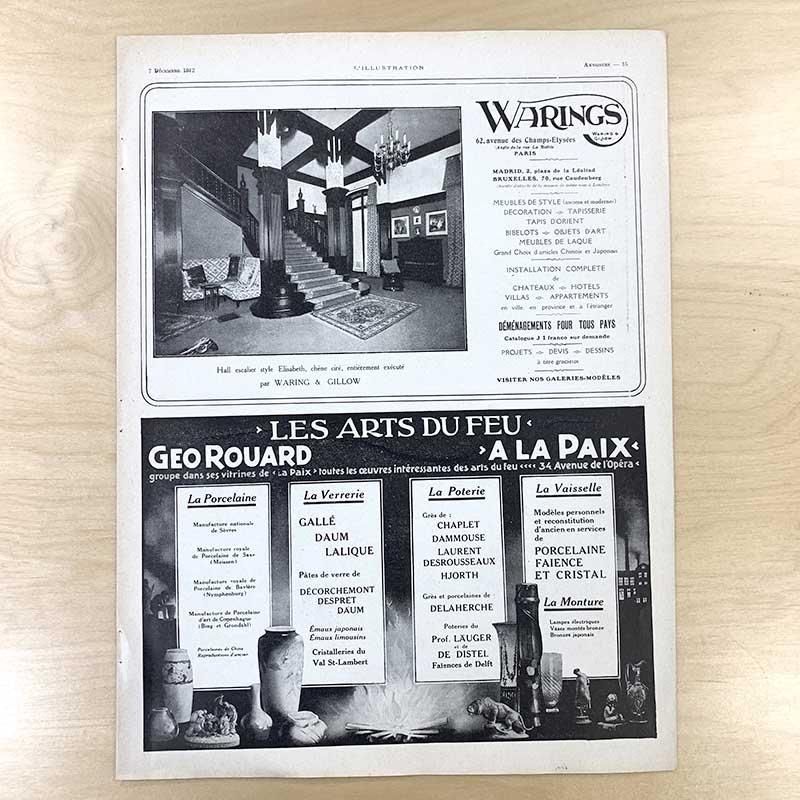 7 Décembre 1912
L'ILLUSTRATION
Annonces — 15
WARINGS
WARING & GILLOW
62, avenue des Champs-Elysées
Angle de la rue La Boëtie
PARIS
MADRID, 2, plaza de la Léaltad
BRUXELLES, 70, rue Caudenberg
MEUBLES DE STYLE (anciens et modernes)
DÉCORATION TAPISSERIE
TAPIS D'ORIENT
BIBELOTS OBJETS D'ART
MEUBLES DE LAQUE
Grand Choix d'articles Chinois et Japonais
INSTALLATION COMPLETE
de
CHATEAUX HOTELS
VILLAS APPARTEMENTS
en ville, en province et à l'étranger
DÉMÉNAGEMENTS POUR TOUS PAYS
Catalogue J 1 franco sur demande
PROJETS DEVIS DESSINS
à titre gracieux
VISITER NOS GALERIES-MODÈLES
Hall escalier style Elisabeth, chêne ciré, entièrement exécuté
par WARING & GILLOW
› LES ARTS DU FEU ‹
GEO ROUARD › A LA PAIX ‹
groupe dans ses vitrines de ‹ La Paix › toutes les œuvres intéressantes des arts du feu ‹‹‹‹ 34, Avenue de l'Opéra ‹
La Porcelaine
Manufacture nationale
de Sèvres
Manufacture royale
de Porcelaine de Saxe
(Meissen)
Manufacture royale de
Porcelaine de Bavière
(Nymphenburg)
Manufacture de Porcelaine
d'art de Copenhague
(Bing et Grondahl)
Porcelaines de Chine
Reproductions d'ancien
La Verrerie
GALLÉ
DAUM
LALIQUE
Pâtes de verre de
DÉCORCHEMONT
DESPRET
DAUM
Émaux japonais
Émaux limousins
Cristalleries du
Val St-Lambert
La Poterie
Grès de :
CHAPLET
DAMMOUSE
LAURENT
DESROUSSEAUX
HJORTH
Grès et porcelaines de
DELAHERCHE
Poteries du
Prof. LÄUGER
et de
DE DISTEL
Faïences de Delft
La Vaisselle
Modèles personnels
et reconstitution
d'ancien en services
de
PORCELAINE
FAIENCE
ET CRISTAL
La Monture
Lampes électriques
Vases montés bronze
Bronzes japonais